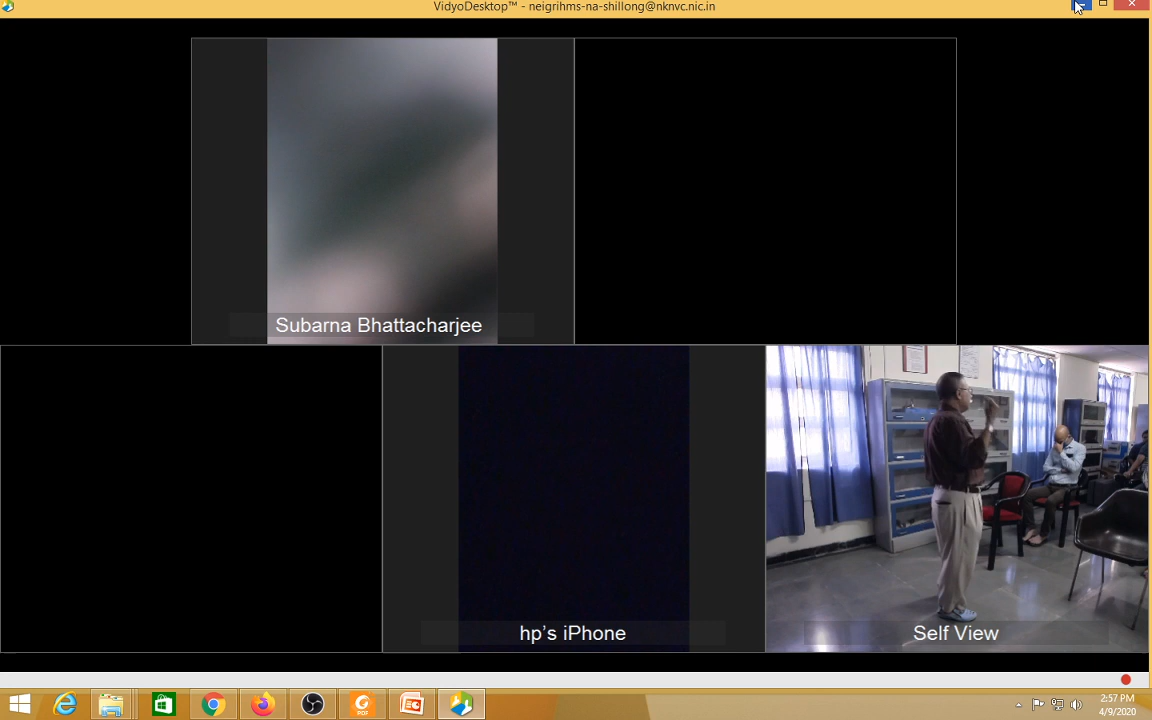 VidyoDesktop™ - neigrihms-na-shillong@nknvc.nic.in
Subarna Bhattacharjee
hp's iPhone
Self View
PDF
2:57 PM
4/9/2020